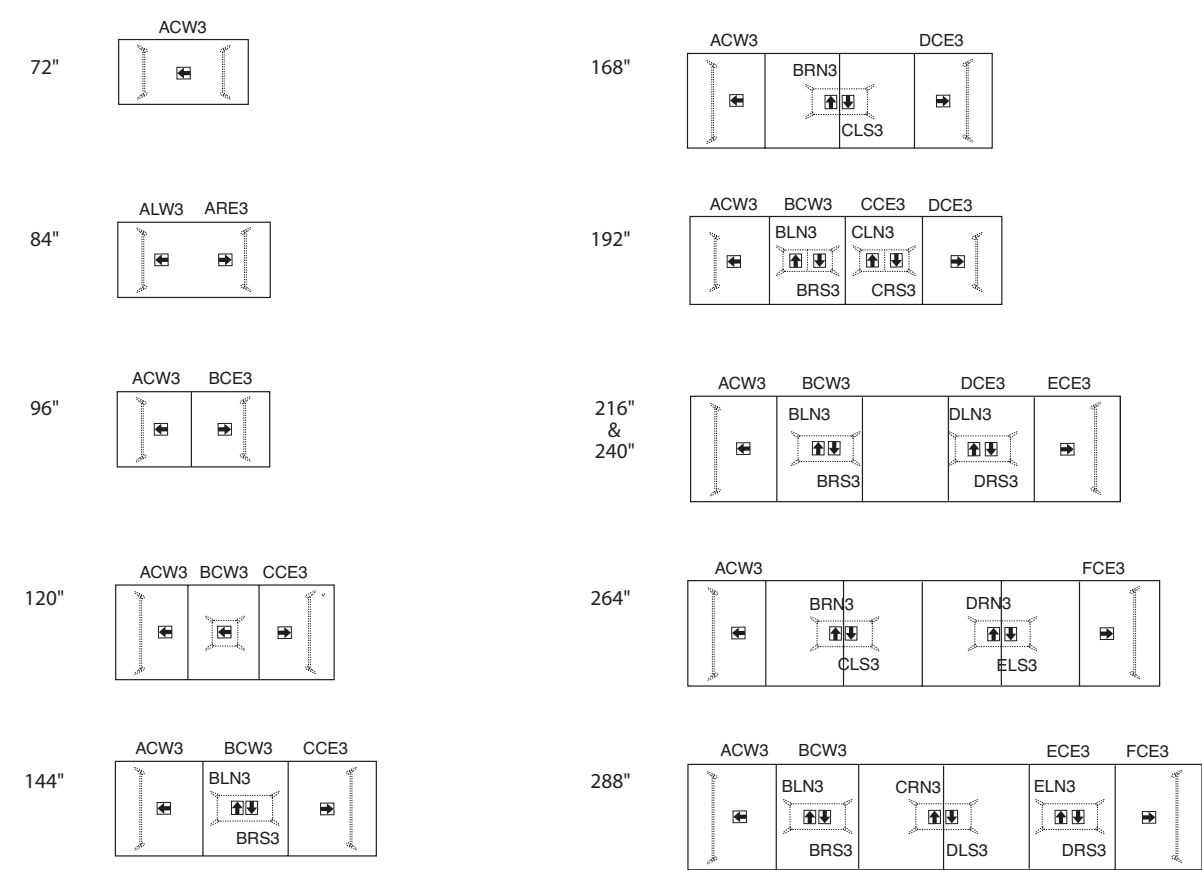 ACW3
72"
ALW3 ARE3
84"
ACW3 BCE3
96"
ACW3 BCW3 CCE3
120"
ACW3 BCW3 CCE3
144"
BLN3
BRS3
ACW3 DCE3
168"
BRN3
CLS3
ACW3 BCW3 CCE3 DCE3
192"
BLN3 CLN3
BRS3 CRS3
ACW3 BCW3 DCE3 ECE3
216"
&
240"
BLN3 DLN3
BRS3 DRS3
ACW3 FCE3
264"
BRN3 DRN3
CLS3 ELS3
ACW3 BCW3 ECE3 FCE3
288"
BLN3 CRN3 ELN3
BRS3 DLS3 DRS3